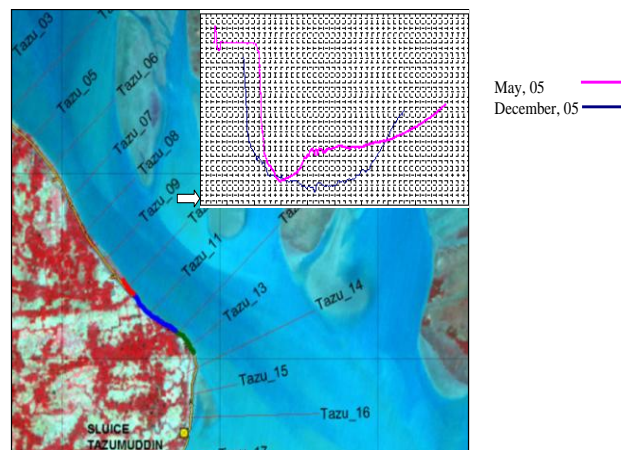 Tazu_03
Tazu_05
Tazu_06
Tazu_07
Tazu_08
Tazu_09
Tazu_11
Tazu_13
Tazu_14
Tazu_15
Tazu_16
SLUICE
TAZUMUDDIN
May, 05
December, 05